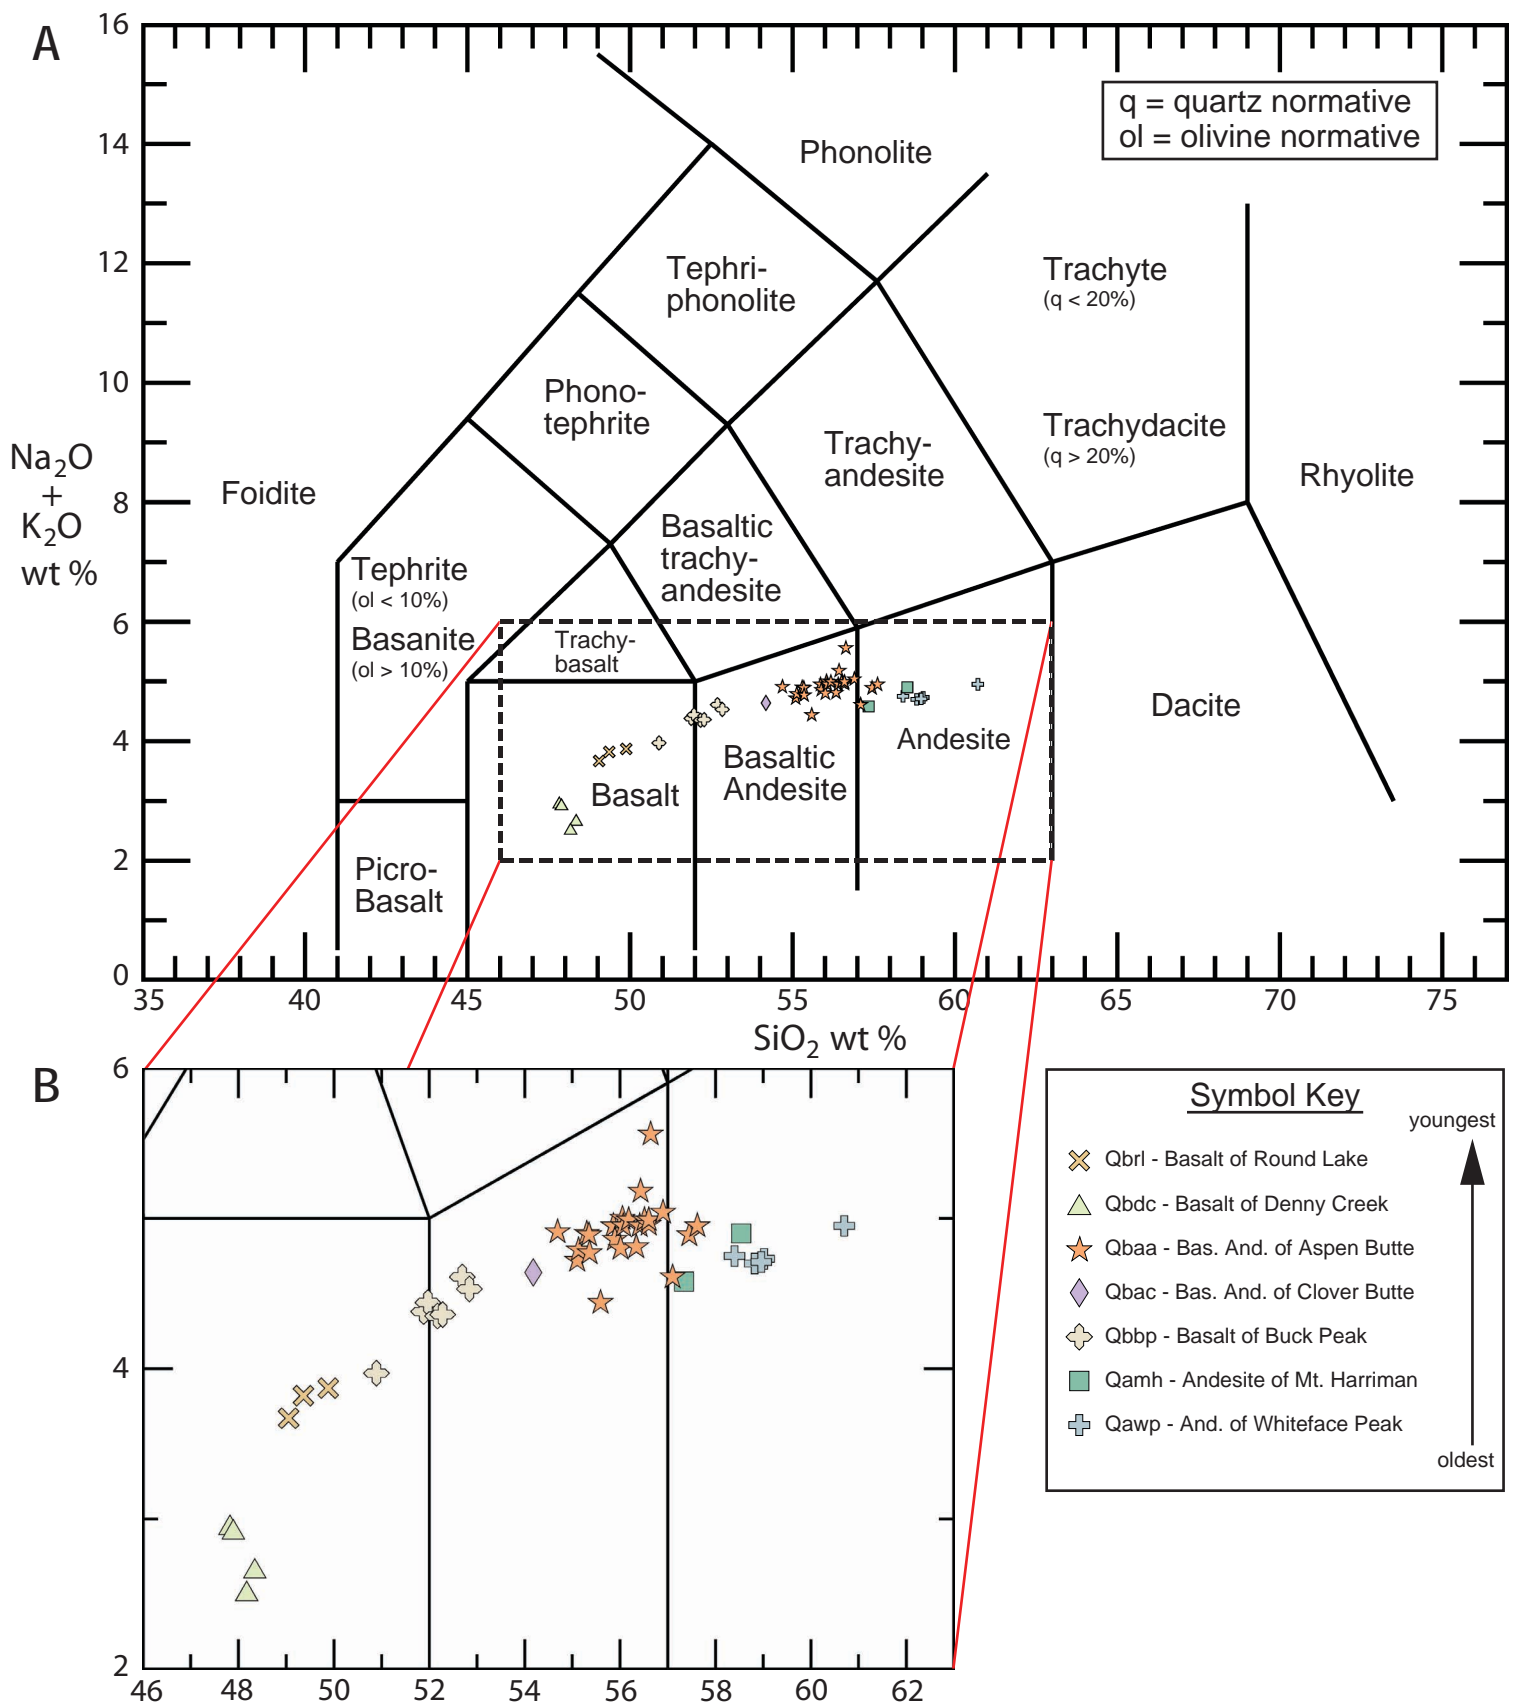 A
16
14
12
10
8
6
4
2
0
Na2O
+
K2O
wt %
q = quartz normative
ol = olivine normative
Phonolite
Tephri-
phonolite
Trachyte
(q < 20%)
Phono-
tephrite
Trachy-
andesite
Trachydacite
(q > 20%)
Rhyolite
Foidite
Basaltic
trachy-
andesite
Tephrite
(ol < 10%)
Basanite
(ol > 10%)
Trachy-
basalt
Dacite
Andesite
Basaltic
Andesite
Basalt
Picro-
Basalt
35 40 45 50 55 60 65 70 75
SiO2 wt %
B
6
4
2
46 48 50 52 54 56 58 60 62
Symbol Key
youngest
Qbrl - Basalt of Round Lake
Qbdc - Basalt of Denny Creek
Qbaa - Bas. And. of Aspen Butte
Qbac - Bas. And. of Clover Butte
Qbbp - Basalt of Buck Peak
Qamh - Andesite of Mt. Harriman
Qawp - And. of Whiteface Peak
oldest